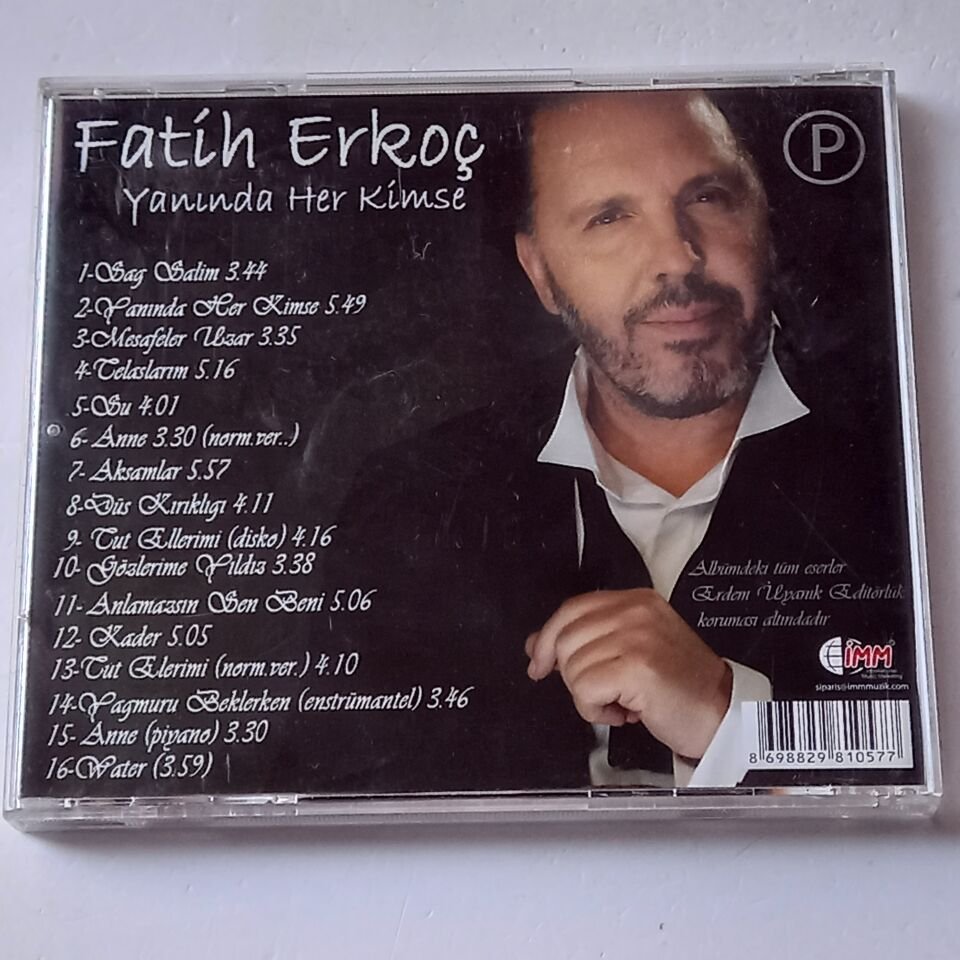 Fatih Erkoç
Yanında Her Kimse
P
1-Sag Salim 3.44
2-Yanında Her Kimse 5.49
3-Mesafeler Uzar 3.35
4-Telaslarım 5.16
5-Su 4.01
6- Anne 3.30 (norm.ver..)
7- Aksamlar 5.57
8-Düs Kırıklıgı 4.11
9- Tut Ellerimi (disko) 4.16
10- Gözlerime Yıldız 3.38
11- Anlamazsın Sen Beni 5.06
12- Kader 5.05
13-Tut Elerimi (norm.ver.) 4.10
14-Yagmuru Beklerken (enstrümantel) 3.46
15- Anne (piyano) 3.30
16-Water (3.59)
Albümdeki tüm eserler
Erdem Üyanık Editörlük
koruması altındadır
iMM
siparis@immmuzik.com
8 698829 810577